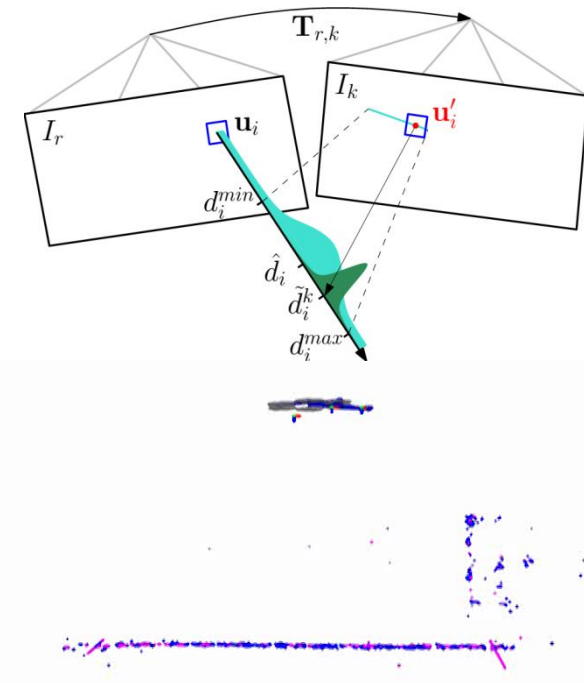 T_{r,k}
I_r
u_i
I_k
u'_i
d_i^{min}
\hat{d}_i
\tilde{d}_i^k
d_i^{max}